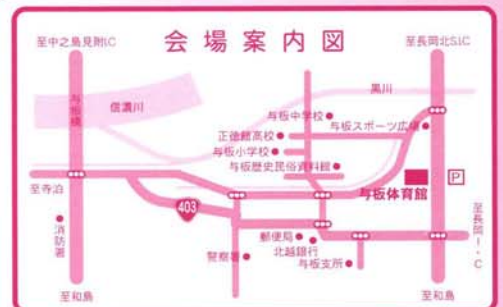 会場案内図
至中之島見附I.C
至長岡北S.I.C
与板橋
信濃川
黒川
与板中学校
正徳館高校
与板スポーツ広場
与板小学校
与板歴史民俗資料館
P
与板体育館
至寺泊
403
消防署
至長岡I・C
郵便局
北越銀行
警察署
与板支所
至和島
至和島